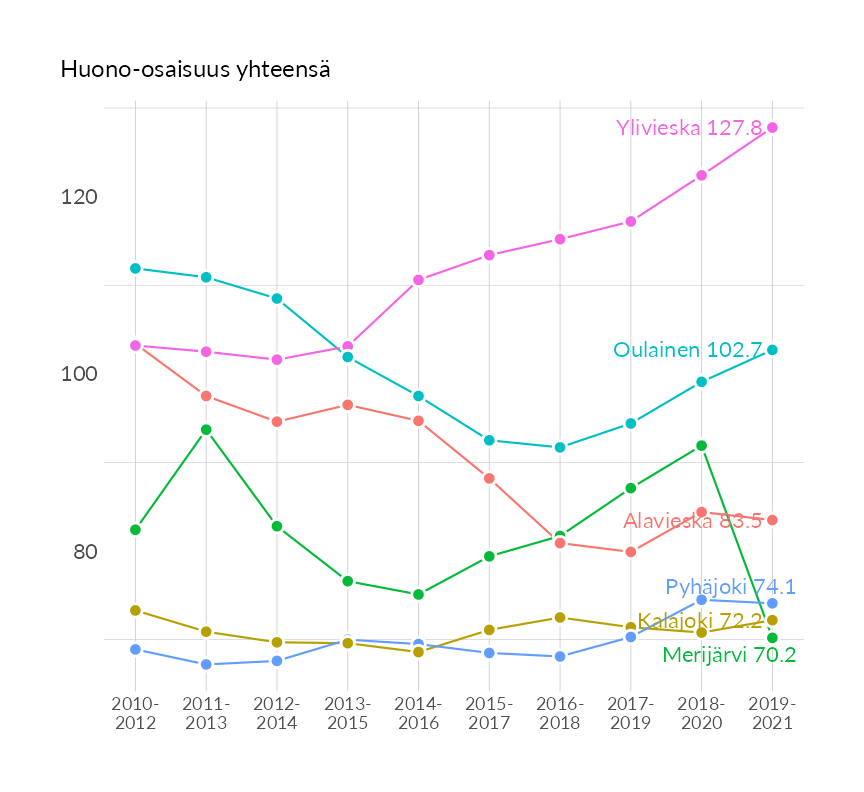 Huono-osaisuus yhteensä
Ylivieska 127.8
120
Oulainen 102.7
100
Alavieska 83.5
80
Pyhäjoki 74.1
Kalajoki 72.2
Merijärvi 70.2
2010- 2011- 2012- 2013- 2014- 2015- 2016- 2017- 2018- 2019-
2012 2013 2014 2015 2016 2017 2018 2019 2020 2021